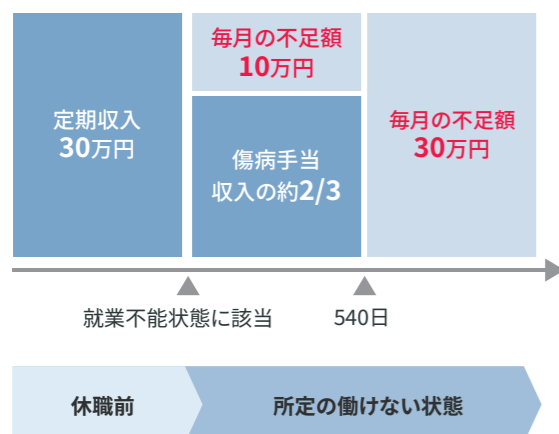 定期収入
30万円
毎月の不足額
10万円
傷病手当
収入の約2/3
毎月の不足額
30万円
就業不能状態に該当
540日
休職前
所定の働けない状態